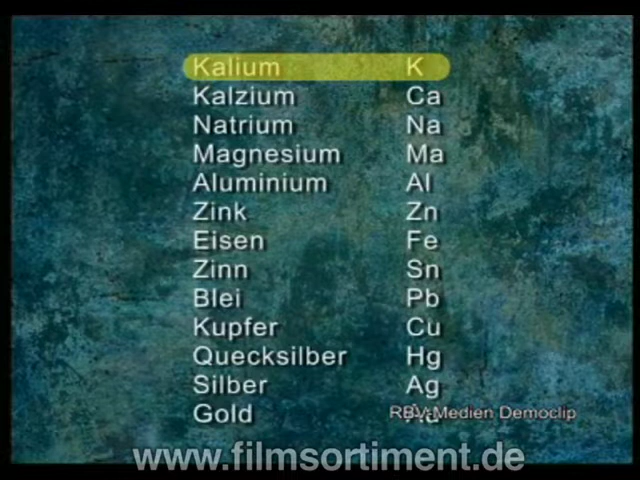 Kalium K
Kalzium Ca
Natrium Na
Magnesium Ma
Aluminium Al
Zink Zn
Eisen Fe
Zinn Sn
Blei Pb
Kupfer Cu
Quecksilber Hg
Silber Ag
Gold Au
RBV-Medien Democlip
www.filmsortiment.de